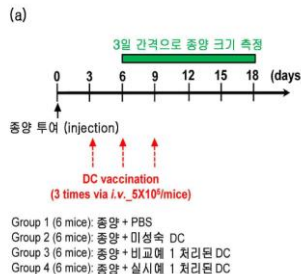 (a)
3일 간격으로 종양 크기 측정
0 3 6 9 12 15 18 (days
종양 투여 (injection)
DC vaccination
(3 times via i.v._5X10⁵/mice)
Group 1 (6 mice): 종양 + PBS
Group 2 (6 mice): 종양 + 미성숙 DC
Group 3 (6 mice): 종양 + 비교예 1 처리된 DC
Group 4 (6 mice): 종양 + 실시예 1 처리된 DC